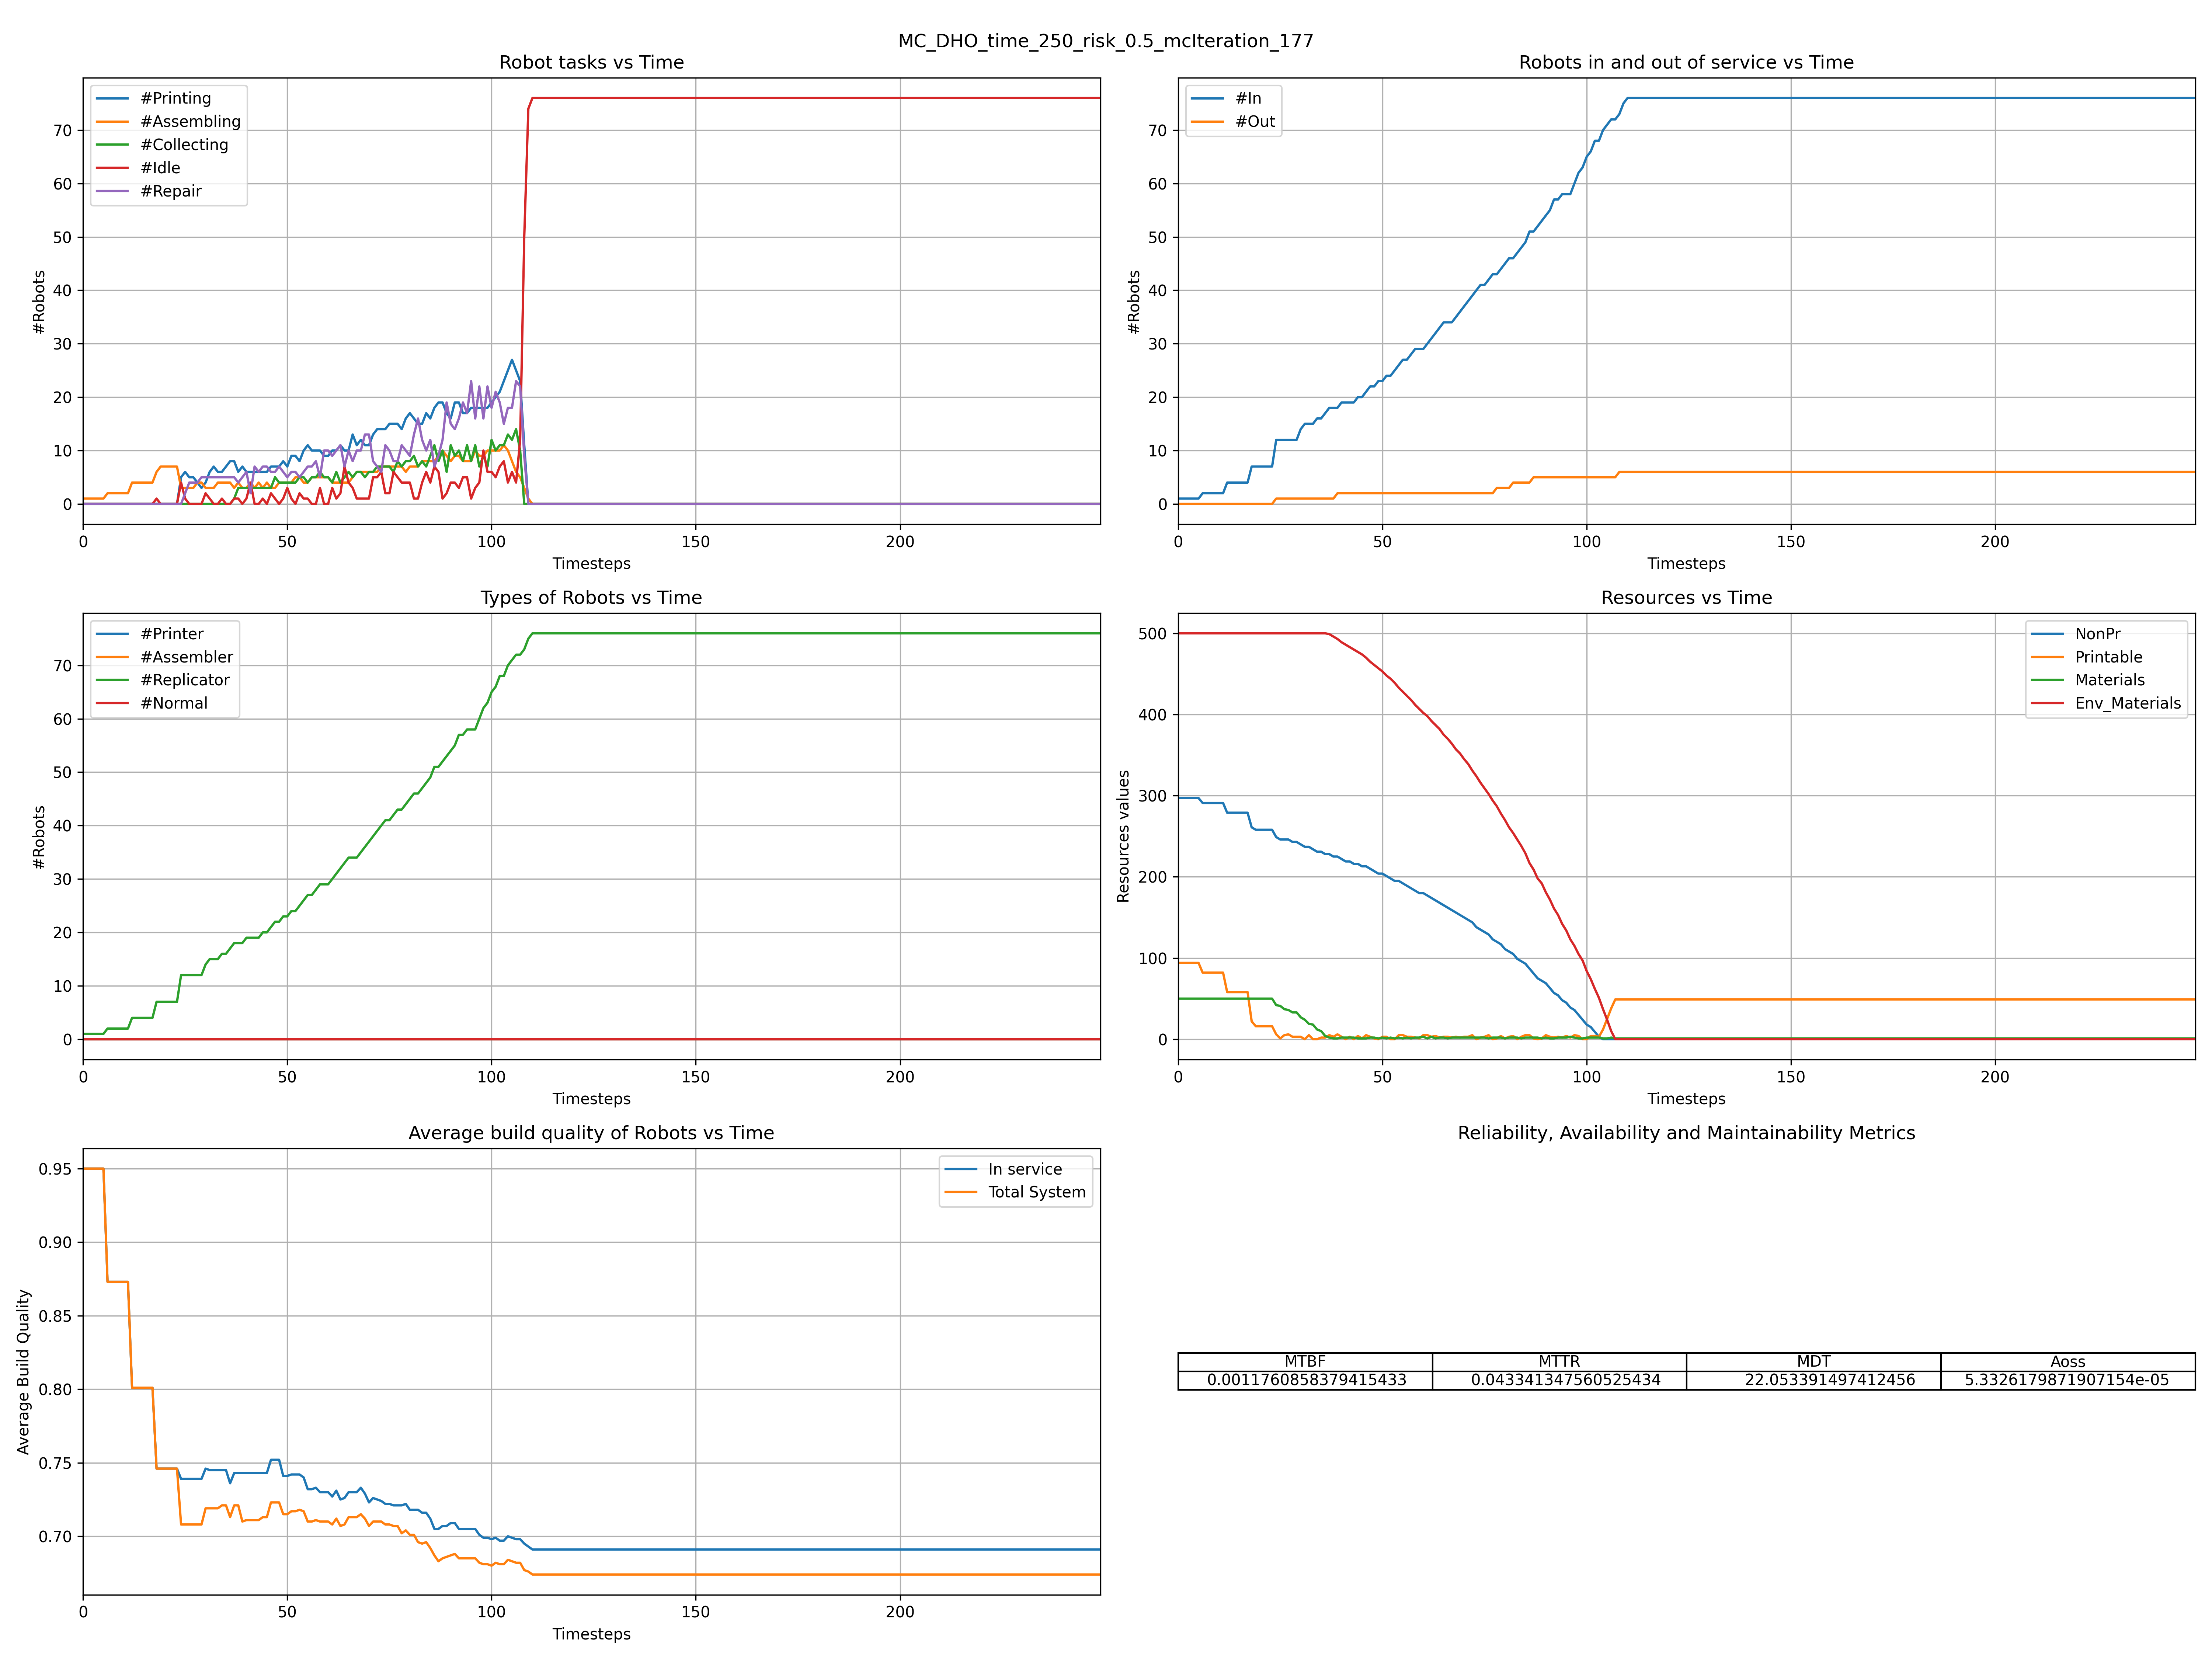 MC_DHO_time_250_risk_0.5_mcIteration_177
Robot tasks vs Time
#Printing
#Assembling
#Collecting
#Idle
#Repair
70
60
50
40
30
20
10
0
#Robots
0 50 100 150 200
Timesteps
Robots in and out of service vs Time
#In
#Out
70
60
50
40
30
20
10
0
#Robots
0 50 100 150 200
Timesteps
Types of Robots vs Time
#Printer
#Assembler
#Replicator
#Normal
70
60
50
40
30
20
10
0
#Robots
0 50 100 150 200
Timesteps
Resources vs Time
NonPr
Printable
Materials
Env_Materials
500
400
300
200
100
0
Resources values
0 50 100 150 200
Timesteps
Average build quality of Robots vs Time
In service
Total System
0.95
0.90
0.85
0.80
0.75
0.70
Average Build Quality
0 50 100 150 200
Timesteps
Reliability, Availability and Maintainability Metrics
MTBF MTTR MDT Aoss
0.0011760858379415433 0.043341347560525434 22.053391497412456 5.3326179871907154e-05